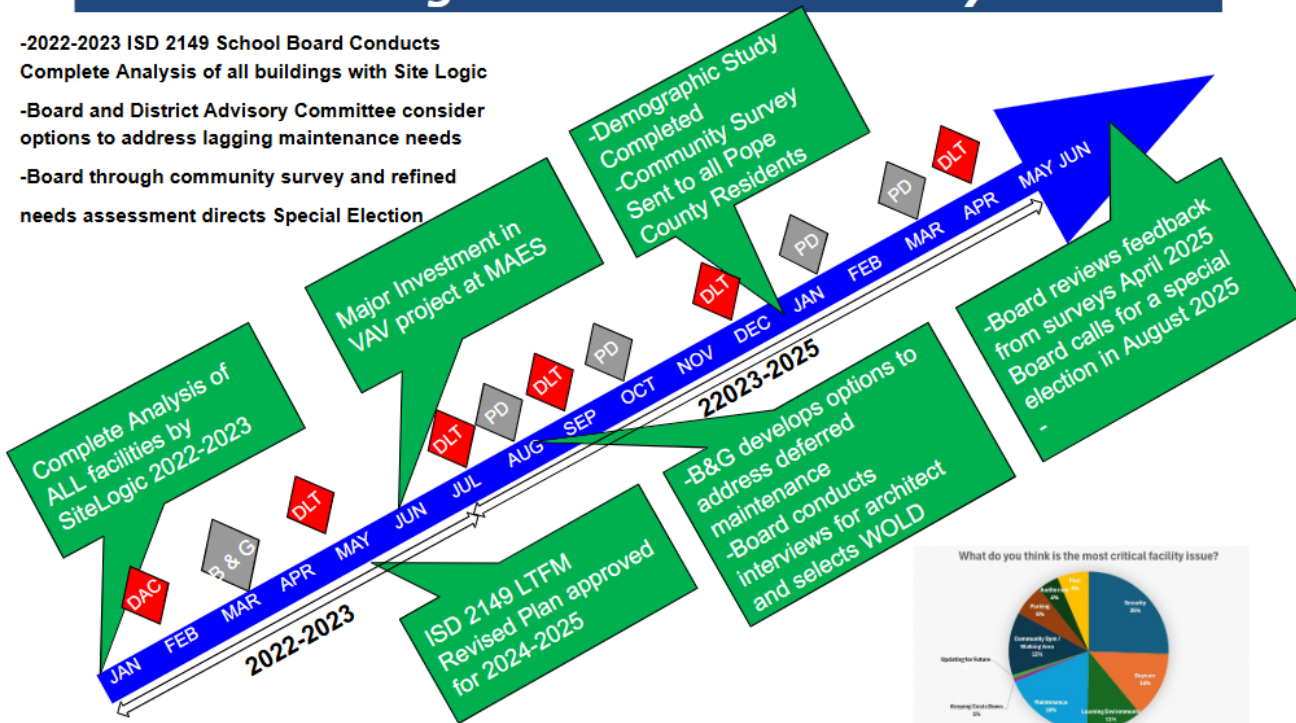 -2022-2023 ISD 2149 School Board Conducts
Complete Analysis of all buildings with Site Logic
-Board and District Advisory Committee consider
options to address lagging maintenance needs
-Board through community survey and refined
needs assessment directs Special Election
Complete Analysis of
ALL facilities by
SiteLogic 2022-2023
Major Investment in
VAV project at MAES
-Demographic Study
Completed
-Community Survey
Sent to all Pope
County Residents
DAC
B & G
DLT
DLT
PD
DLT
PD
DLT
PD
PD
DLT
JAN
FEB
MAR
APR
MAY
JUN
JUL
AUG
SEP
OCT
NOV
DEC
JAN
FEB
MAR
APR
MAY
JUN
2022-2023
22023-2025
ISD 2149 LTFM
Revised Plan approved
for 2024-2025
-B&G develops options to
address deferred
maintenance
-Board conducts
interviews for architect
and selects WOLD
-Board reviews feedback
from surveys April 2025
Board calls for a special
election in August 2025
-
What do you think is the most critical facility issue?
Pool
Security
26%
Daycare
Learning Environment
11%
Maintenance
Keeping Costs Down
Updating for Future
Community Gym /
Walking Area
12%
Parking
6%
Auditorium